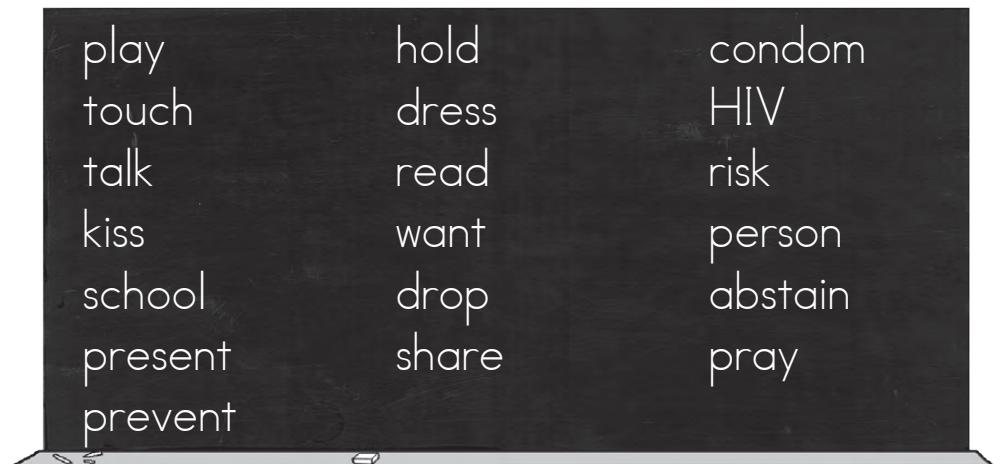 play
touch
talk
kiss
school
present
prevent
hold
dress
read
want
drop
share
condom
HIV
risk
person
abstain
pray